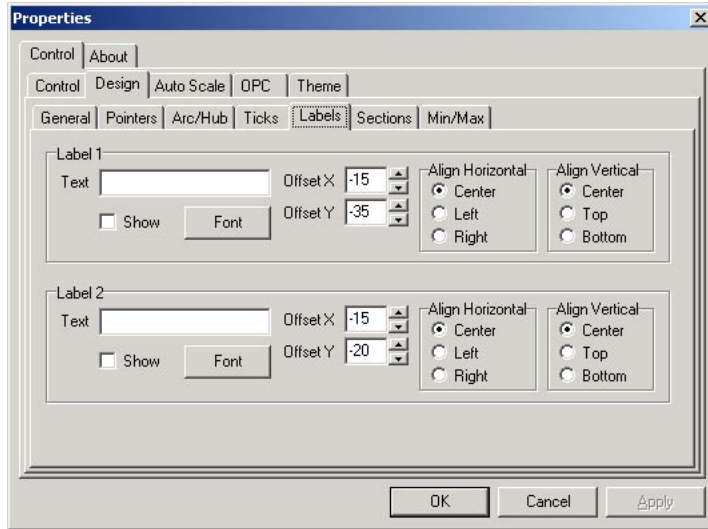 Properties
Control About
Control Design Auto Scale OPC Theme
General Pointers Arc/Hub Ticks Labels Sections Min/Max
Label 1
Text
Offset X -15
Offset Y -35
Show
Font
Align Horizontal
Center
Left
Right
Align Vertical
Center
Top
Bottom
Label 2
Text
Offset X -15
Offset Y -20
Show
Font
Align Horizontal
Center
Left
Right
Align Vertical
Center
Top
Bottom
OK Cancel Apply